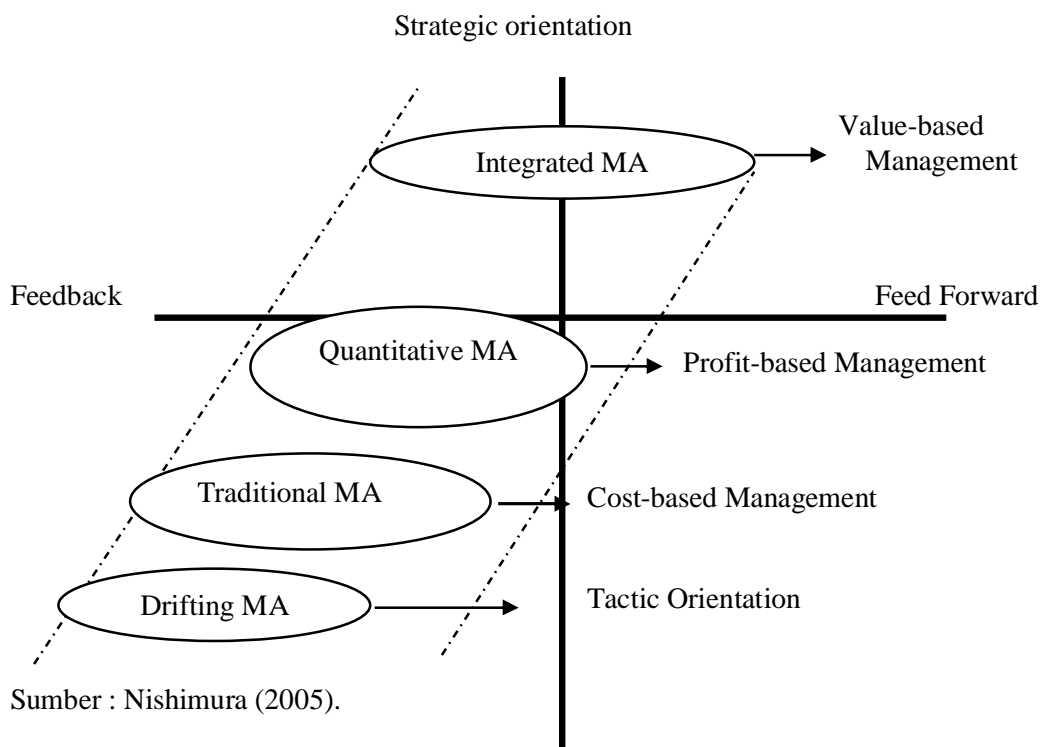 Strategic orientation
Value-based
Management
Integrated MA
Feedback
Feed Forward
Quantitative MA
Profit-based Management
Traditional MA
Cost-based Management
Drifting MA
Tactic Orientation
Sumber : Nishimura (2005).